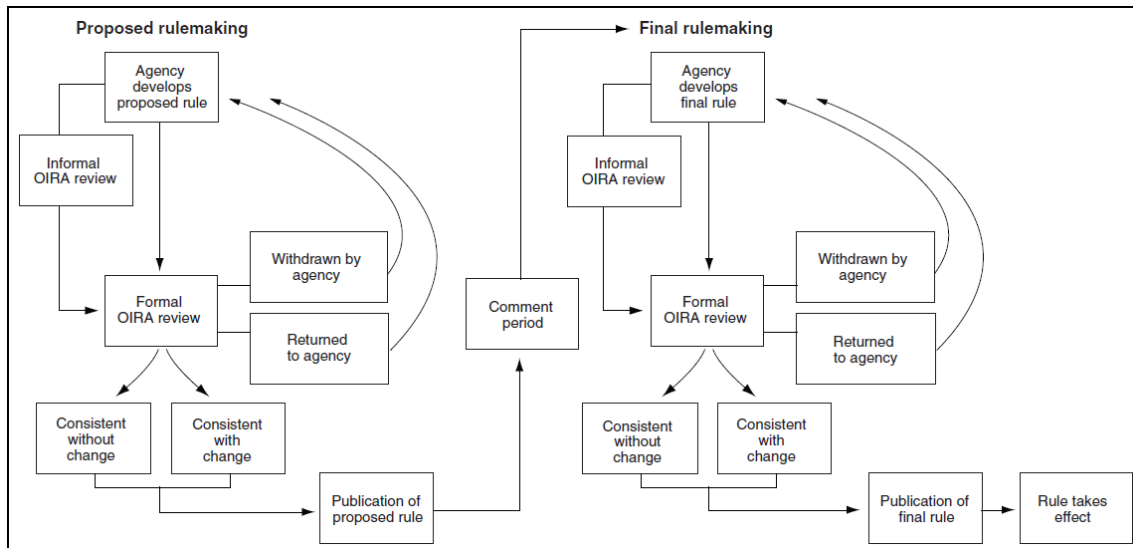 Proposed rulemaking
Agency
develops
proposed rule
Informal
OIRA review
Withdrawn by
agency
Formal
OIRA review
Returned
to agency
Consistent
without
change
Consistent
with
change
Publication of
proposed rule
Comment
period
Final rulemaking
Agency
develops
final rule
Informal
OIRA review
Withdrawn by
agency
Formal
OIRA review
Returned
to agency
Consistent
without
change
Consistent
with
change
Publication of
final rule
Rule takes
effect